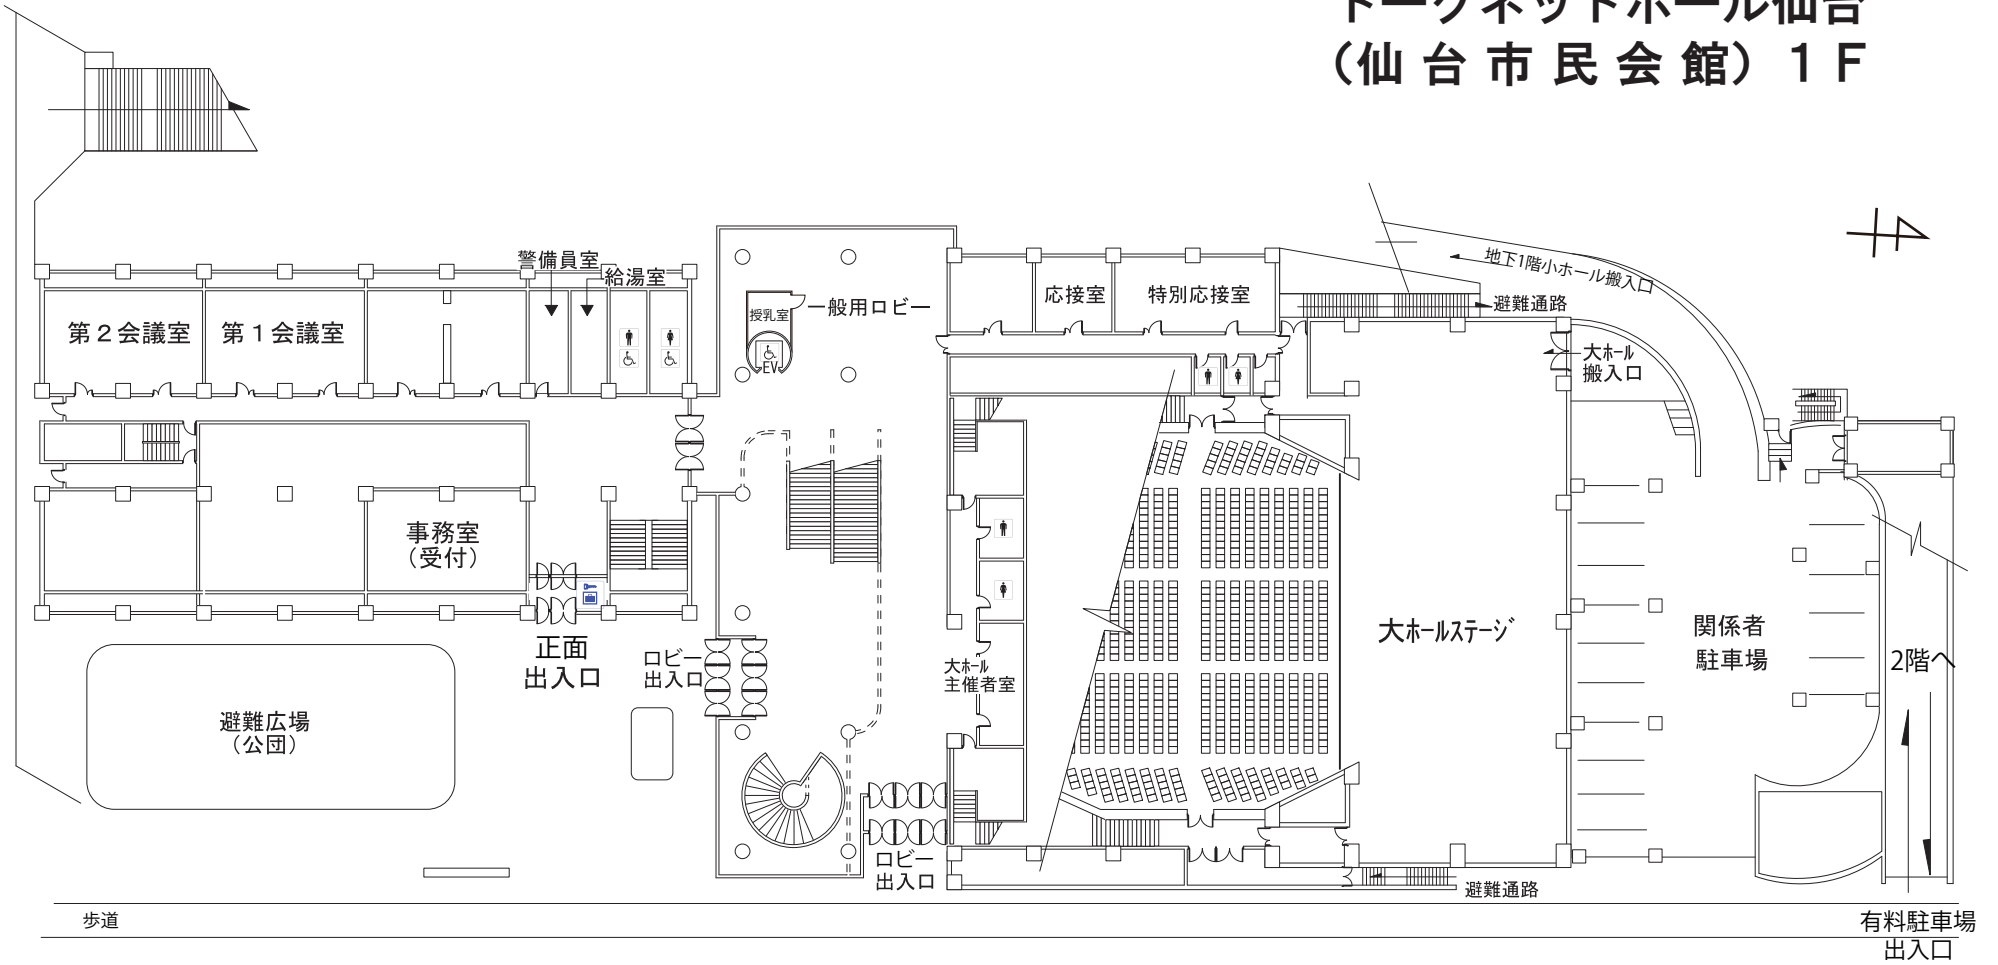 トークネットホール仙台
（仙台市民会館）１Ｆ
警備員室
給湯室
第２会議室
第１会議室
授乳室
EV
一般用ロビー
応接室
特別応接室
地下1階小ホール搬入口
避難通路
大ホール
搬入口
事務室
（受付）
正面
出入口
ロビー
出入口
避難広場
（公団）
大ホール
主催者室
大ホールステージ
関係者
駐車場
2階へ
ロビー
出入口
避難通路
歩道
有料駐車場
出入口